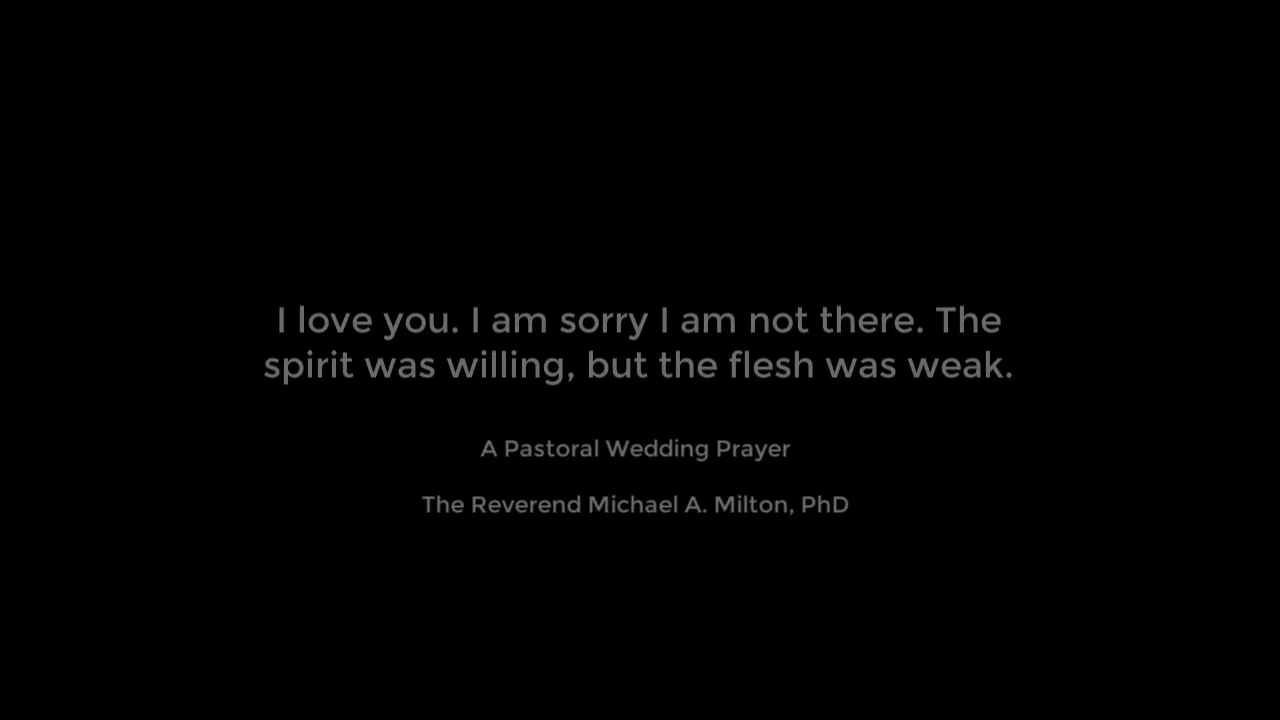 I love you. I am sorry I am not there. The
spirit was willing, but the flesh was weak.
A Pastoral Wedding Prayer
The Reverend Michael A. Milton, PhD